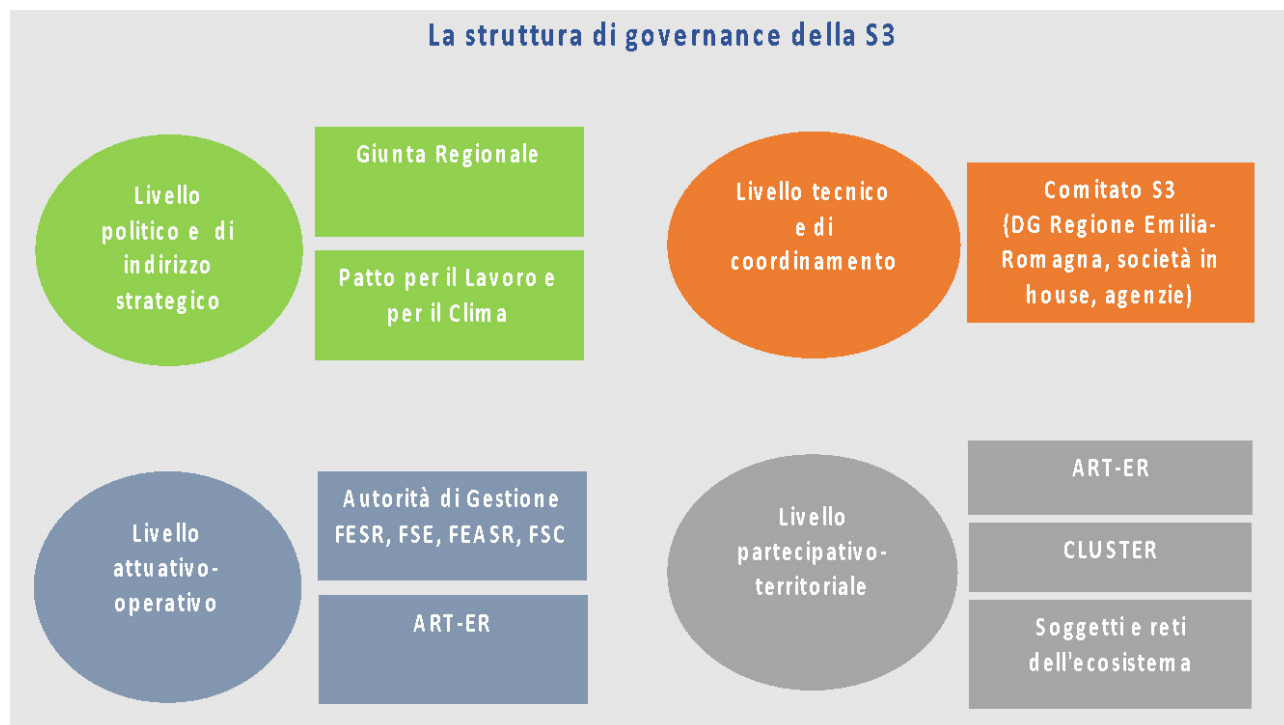 La struttura di governance della S3
Livello
politico e di
indirizzo
strategico
Giunta Regionale
Patto per il Lavoro e
per il Clima
Livello tecnico
e di
coordinamento
Comitato S3
(DG Regione Emilia-
Romagna, società in
house, agenzie)
Livello
attuativo-
operativo
Autorità di Gestione
FESR, FSE, FEASR, FSC
ART-ER
Livello
partecipativo-
territoriale
ART-ER
CLUSTER
Soggetti e reti
dell'ecosistema